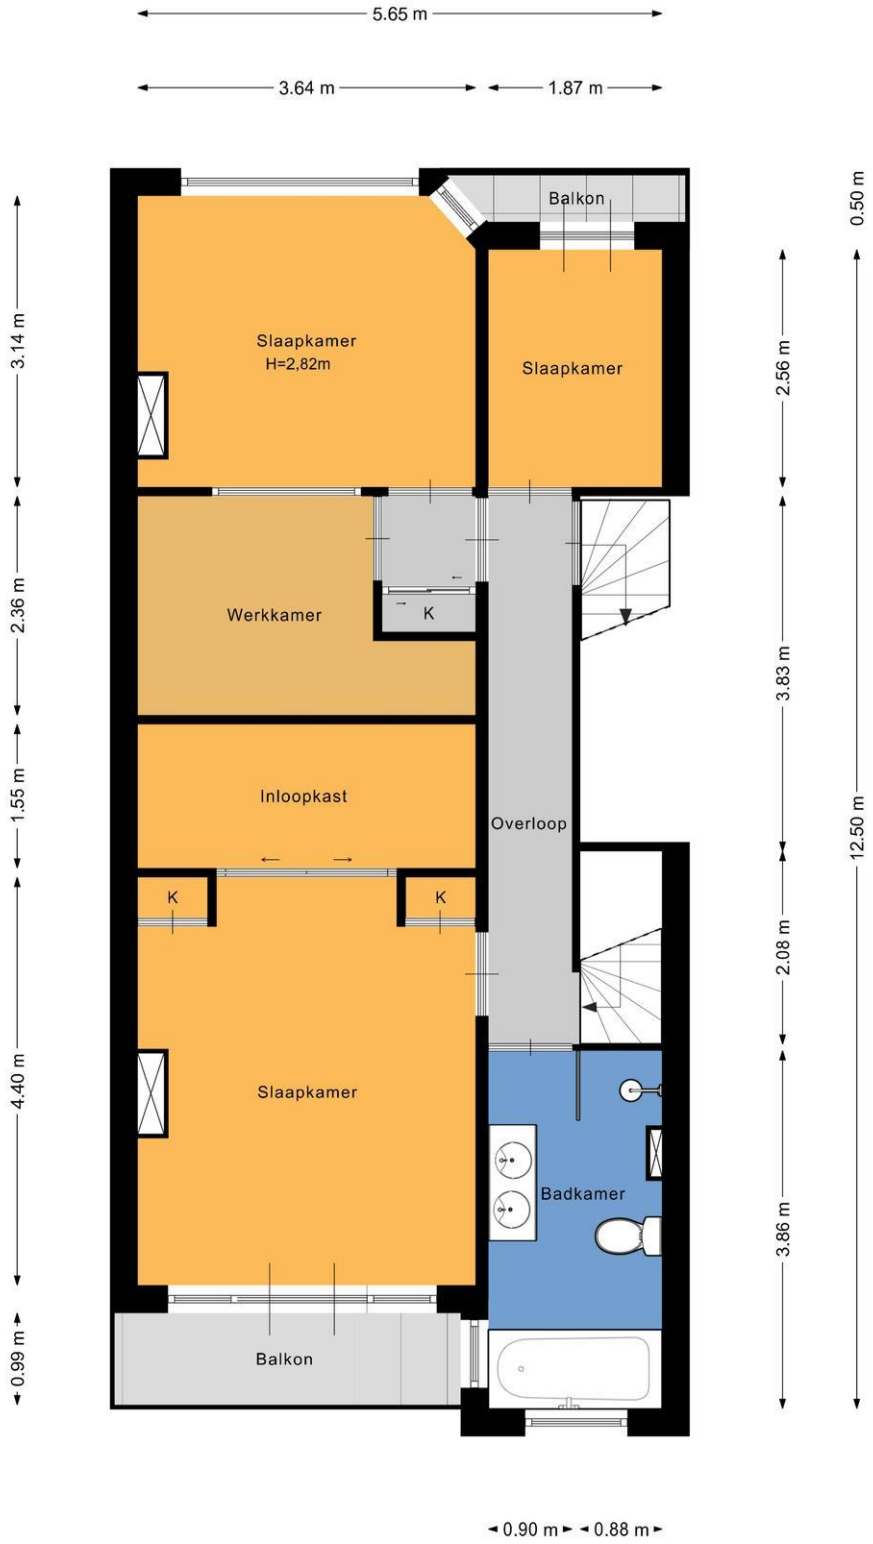 5.65 m
3.64 m
1.87 m
0.50 m
Balkon
3.14 m
Slaapkamer
H=2,82m
Slaapkamer
2.56 m
2.36 m
Werkkamer
K
3.83 m
1.55 m
Inloopkast
Overloop
12.50 m
K
K
2.08 m
4.40 m
Slaapkamer
Badkamer
3.86 m
0.99 m
Balkon
0.90 m
0.88 m